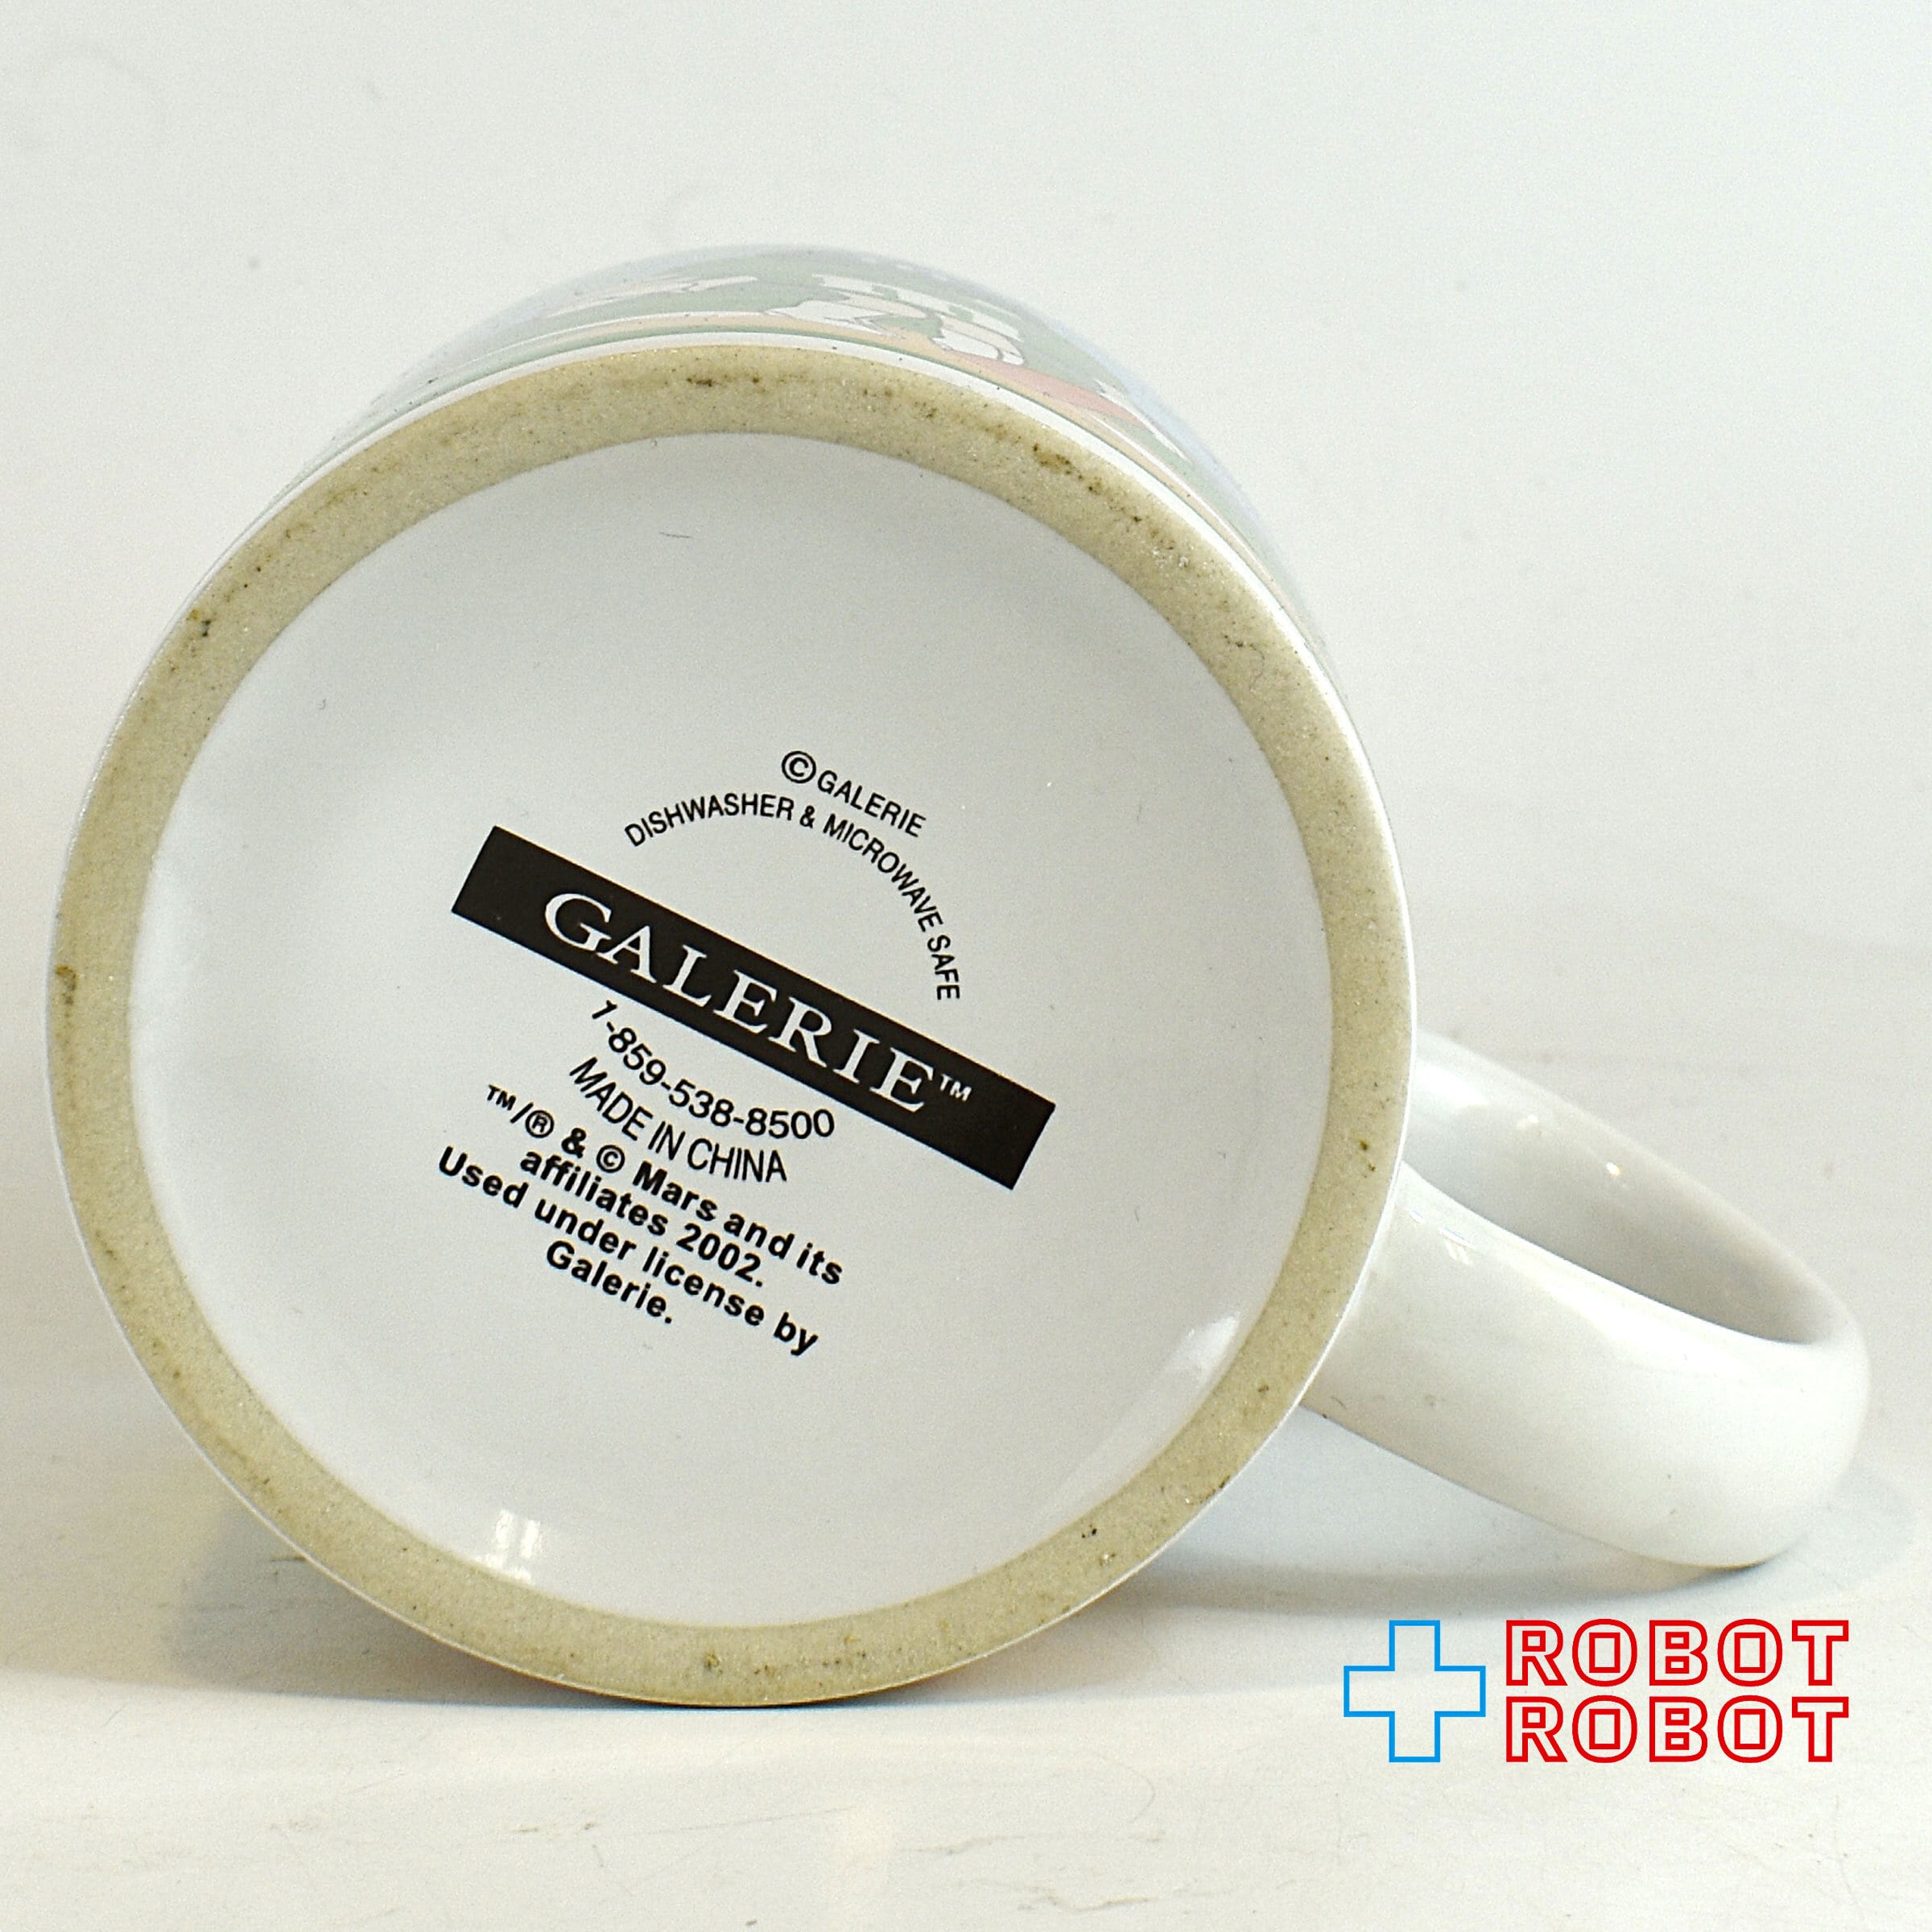 ©GALERIE
DISHWASHER & MICROWAVE SAFE
GALERIE™
1-859-538-8500
MADE IN CHINA
™/® & © Mars and its
affiliates 2002.
Used under license by
Galerie.
ROBOT
ROBOT